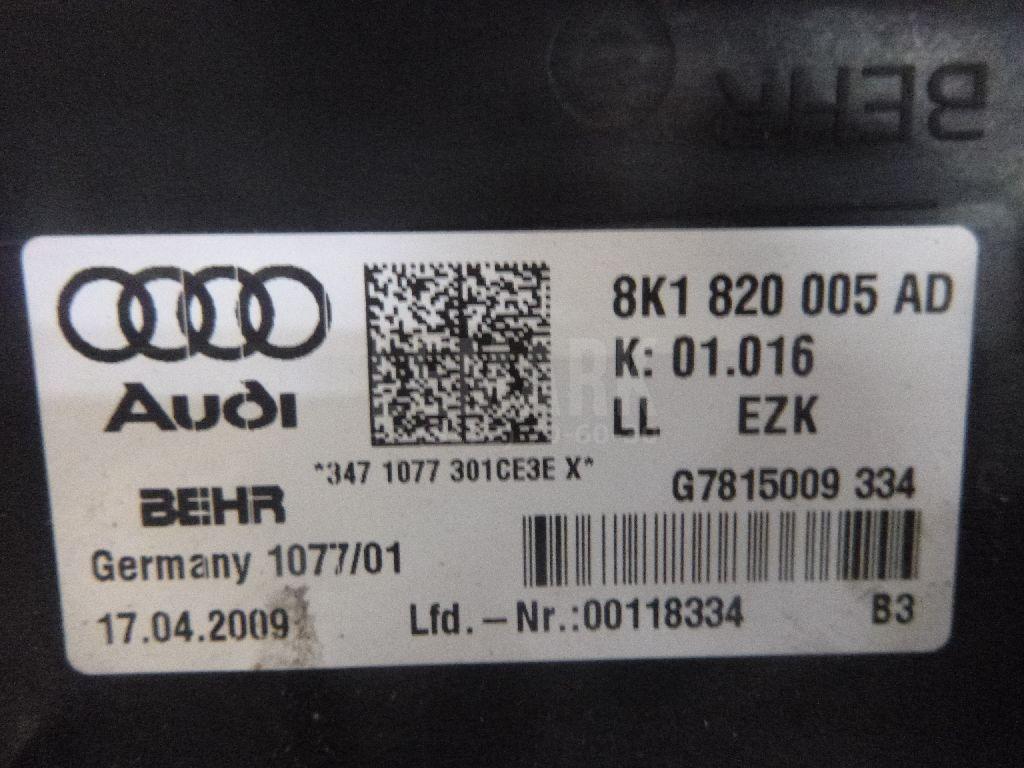 BEHR
8K1 820 005 AD
K: 01.016
LL EZK
Audi
*347 1077 301CE3E X*
G7815009 334
BEHR
Germany 1077/01
17.04.2009
Lfd.-Nr.:00118334
B3